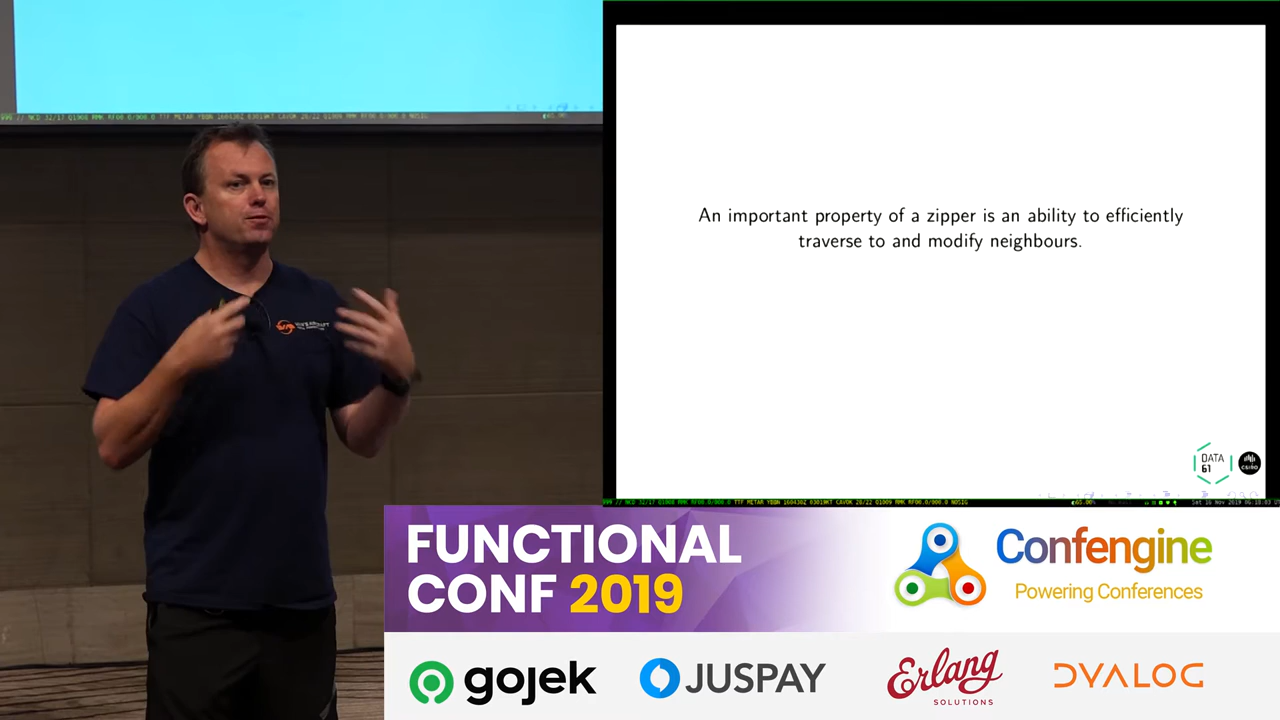 An important property of a zipper is an ability to efficiently
traverse to and modify neighbours.
DATA
61
CSIRO
FUNCTIONAL
CONF 2019
Confengine
Powering Conferences
gojek
JUSPAY
Erlang
SOLUTIONS
DYALOG